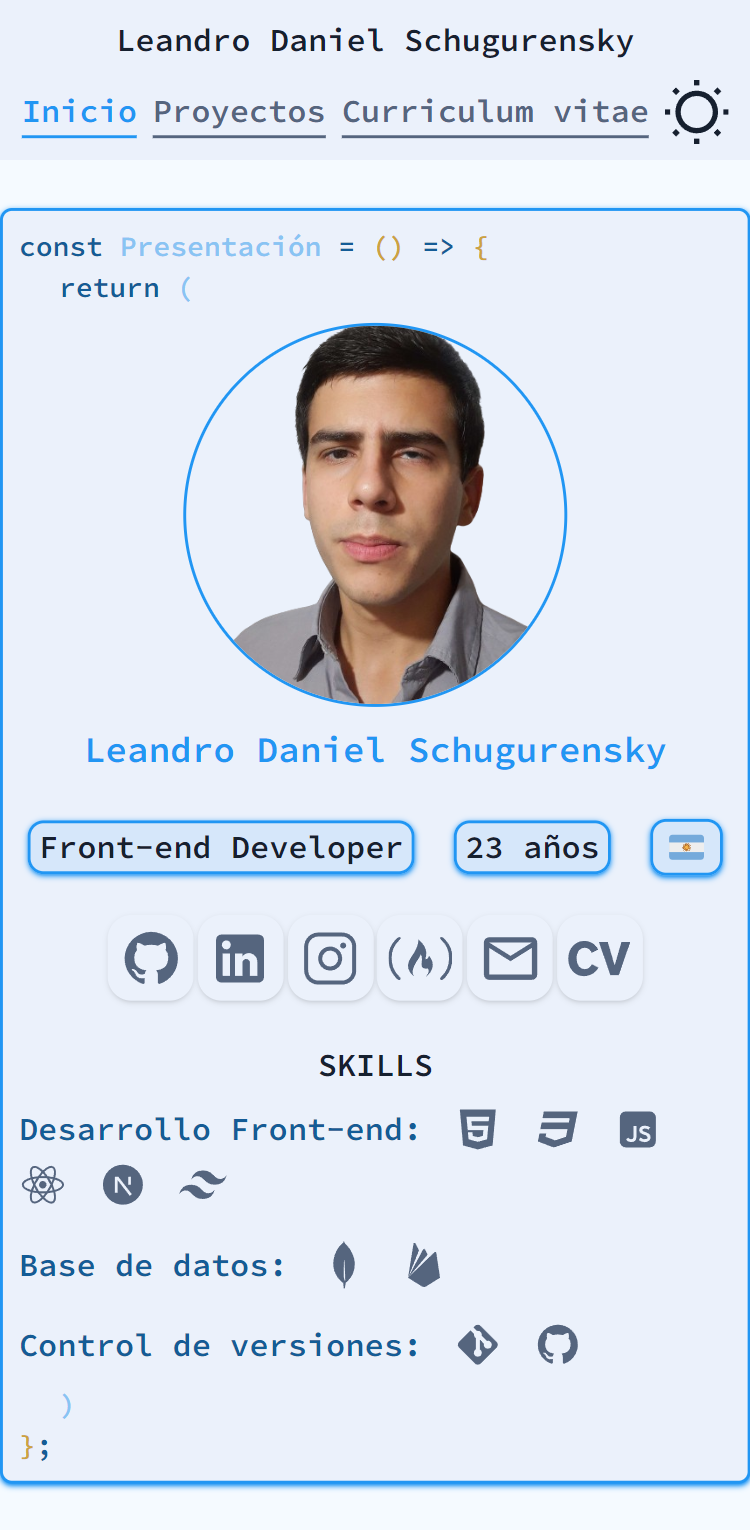 Leandro Daniel Schugurensky
Inicio Proyectos Curriculum vitae
const Presentación = () => {
return (
Leandro Daniel Schugurensky
Front-end Developer 23 años
CV
SKILLS
Desarrollo Front-end: JS
N
Base de datos:
Control de versiones:
)
};